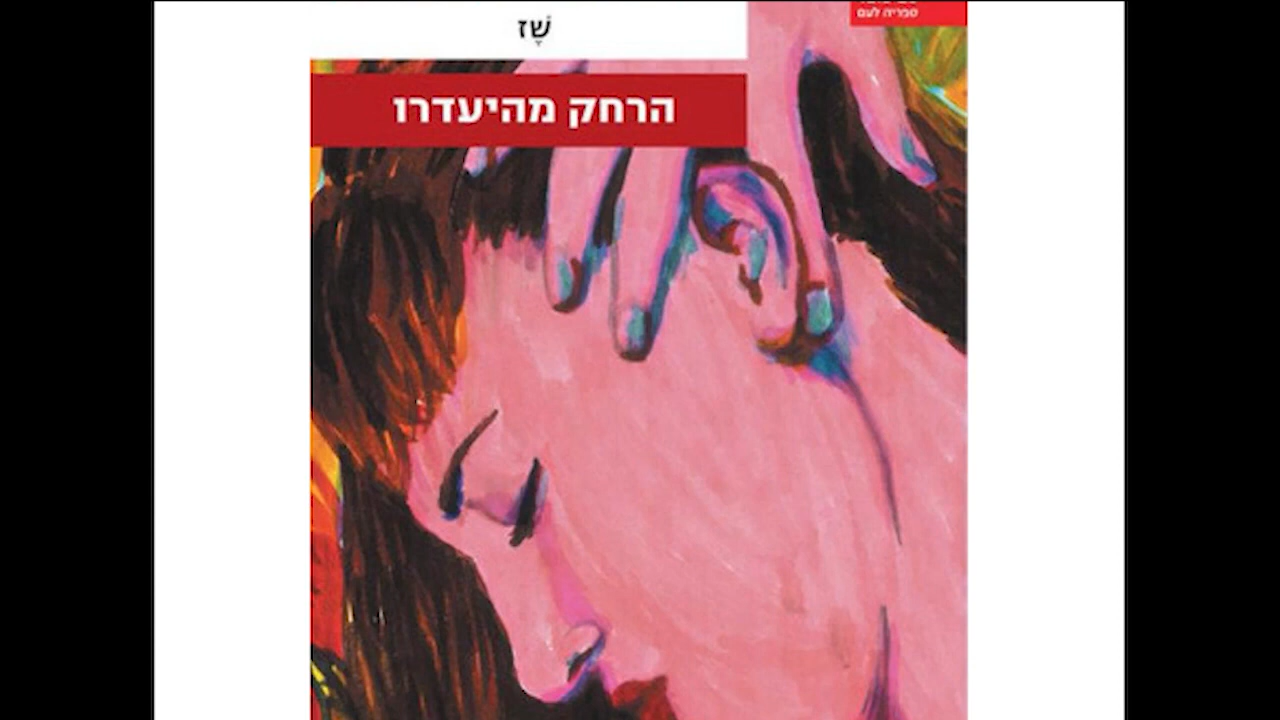 ספריה לעם
שָׁז
הרחק מהיעדרו